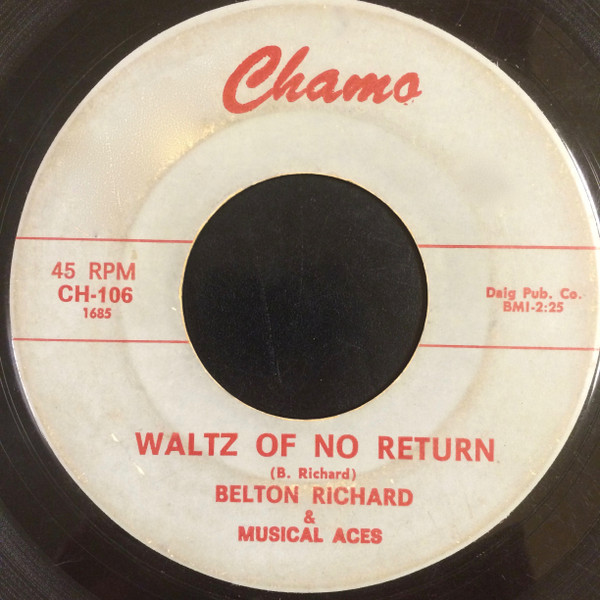 Chamo
45 RPM
CH-106
1685
Daig Pub. Co.
BMI-2:25
WALTZ OF NO RETURN
(B. Richard)
BELTON RICHARD
&
MUSICAL ACES